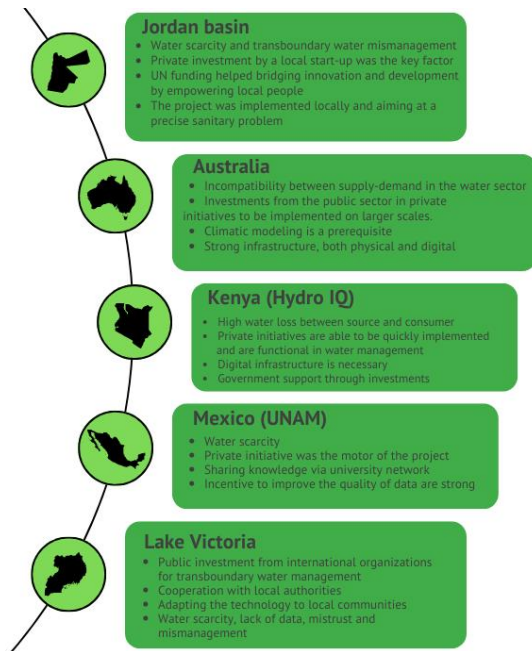 Jordan basin
• Water scarcity and transboundary water mismanagement
• Private investment by a local start-up was the key factor
• UN funding helped bridging innovation and development
by empowering local people
• The project was implemented locally and aiming at a
precise sanitary problem
Australia
• Incompatibility between supply-demand in the water sector
• Investments from the public sector in private
initiatives to be implemented on larger scales.
• Climatic modeling is a prerequisite
• Strong infrastructure, both physical and digital
Kenya (Hydro IQ)
• High water loss between source and consumer
• Private initiatives are able to be quickly implemented
and are functional in water management
• Digital infrastructure is necessary
• Government support through investments
Mexico (UNAM)
• Water scarcity
• Private initiative was the motor of the project
• Sharing knowledge via university network
• Incentive to improve the quality of data are strong
Lake Victoria
• Public investment from international organizations
for transboundary water management
• Cooperation with local authorities
• Adapting the technology to local communities
• Water scarcity, lack of data, mistrust and
mismanagement